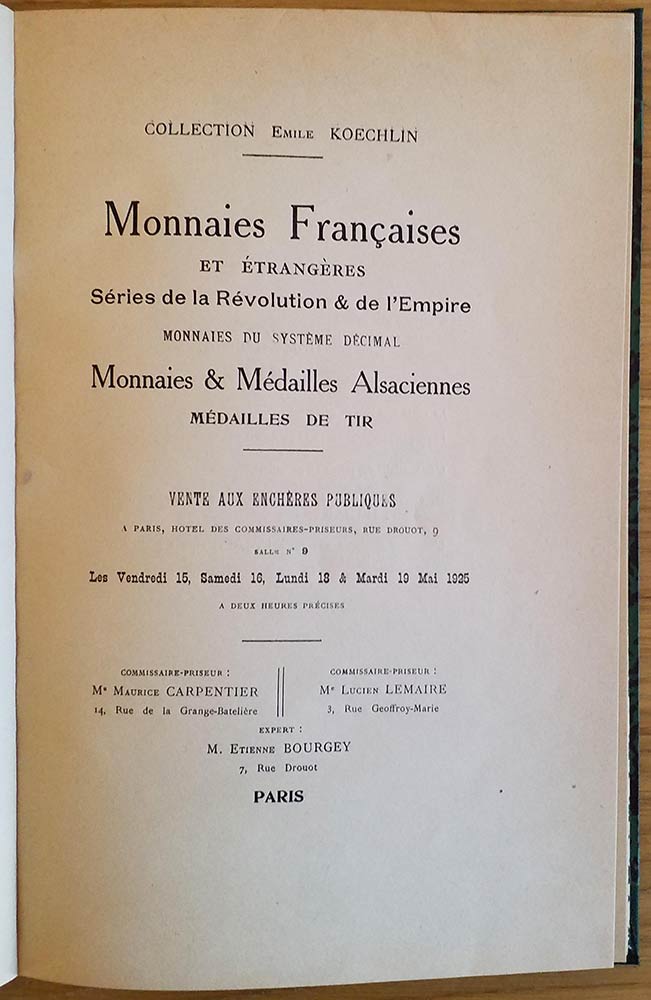 COLLECTION EMILE KOECHLIN
Monnaies Françaises
ET ÉTRANGÈRES
Séries de la Révolution & de l'Empire
MONNAIES DU SYSTÈME DÉCIMAL
Monnaies & Médailles Alsaciennes
MÉDAILLES DE TIR
VENTE AUX ENCHÈRES PUBLIQUES
A PARIS, HOTEL DES COMMISSAIRES-PRISEURS, RUE DROUOT, 9
SALLE N° 9
Les Vendredi 15, Samedi 16, Lundi 18 & Mardi 19 Mai 1925
A DEUX HEURES PRÉCISES
COMMISSAIRE-PRISEUR :
Me MAURICE CARPENTIER
14, Rue de la Grange-Batelière
COMMISSAIRE-PRISEUR :
Me LUCIEN LEMAIRE
3, Rue Geoffroy-Marie
EXPERT :
M. ETIENNE BOURGEY
7, Rue Drouot
PARIS